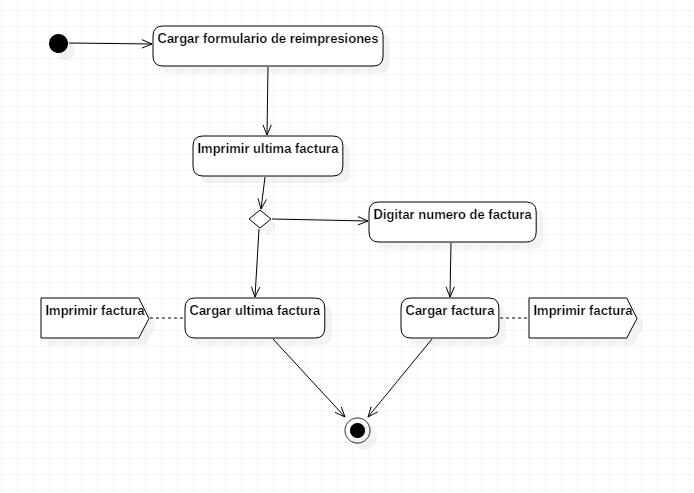 Cargar formulario de reimpresiones
Imprimir ultima factura
Digitar numero de factura
Imprimir factura
Cargar ultima factura
Cargar factura
Imprimir factura